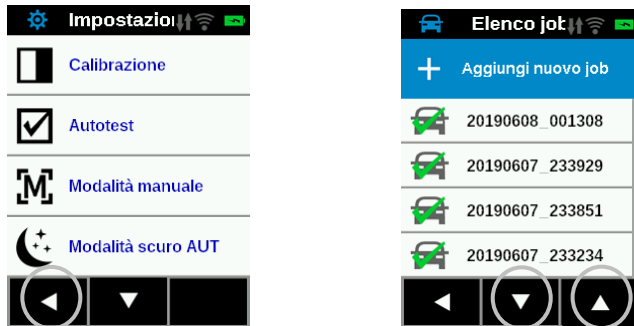 Impostazio
Calibrazione
Autotest
M
Modalità manuale
Modalità scuro AUT
Elenco job
Aggiungi nuovo job
20190608_001308
20190607_233929
20190607_233851
20190607_233234